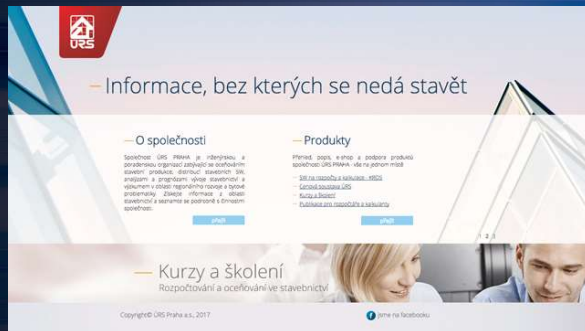 ÚRS
Informace, bez kterých se nedá stavět
O společnosti
Společnost ÚRS PRAHA je inženýrskou a
poradenskou organizací zabývající se oceňováním
stavební produkce, distribucí stavebních SW,
analýzami a prognózami vývoje stavebnictví a
výzkumem v oblasti regionálního rozvoje a bytové
problematiky. Získejte informace z oblasti
stavebnictví a seznamte se podrobně s činnostmi
společnosti.
přejít
Produkty
Přehled, popis, e-shop a podpora produktů
společnosti ÚRS PRAHA - vše na jednom místě
SW na rozpočty a kalkulace - KROS
Cenová soustava ÚRS
Kurzy a školení
Publikace pro rozpočtáře a kalkulanty
přejít
1 2 3
Kurzy a školení
Rozpočtování a oceňování ve stavebnictví
Copyright© ÚRS Praha a.s., 2017
Jsme na facebooku